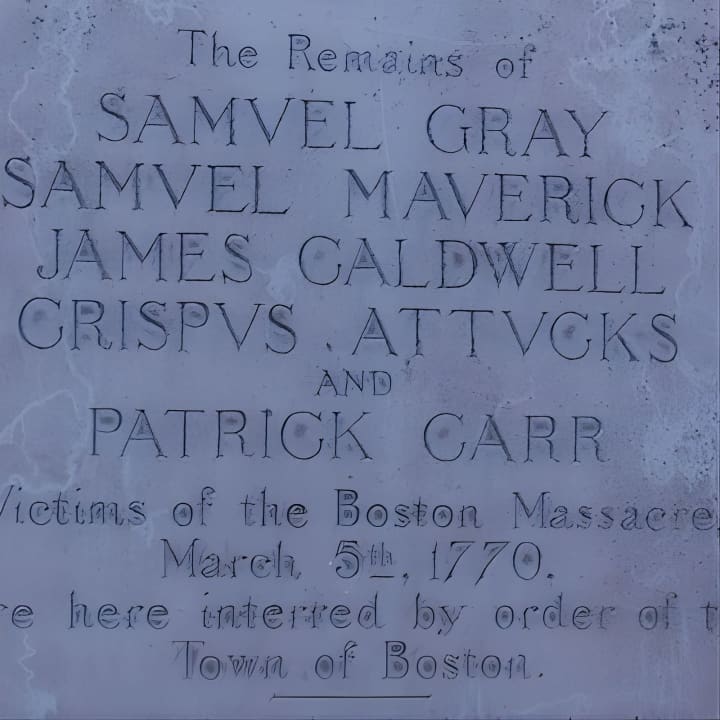 The Remains of
SAMVEL GRAY
SAMVEL MAVERICK
JAMES CALDWELL
CRISPVS . ATTVCKS
AND
PATRICK CARR
Victims of the Boston Massacre,
March 5th, 1770.
re here interred by order of t
Town of Boston.